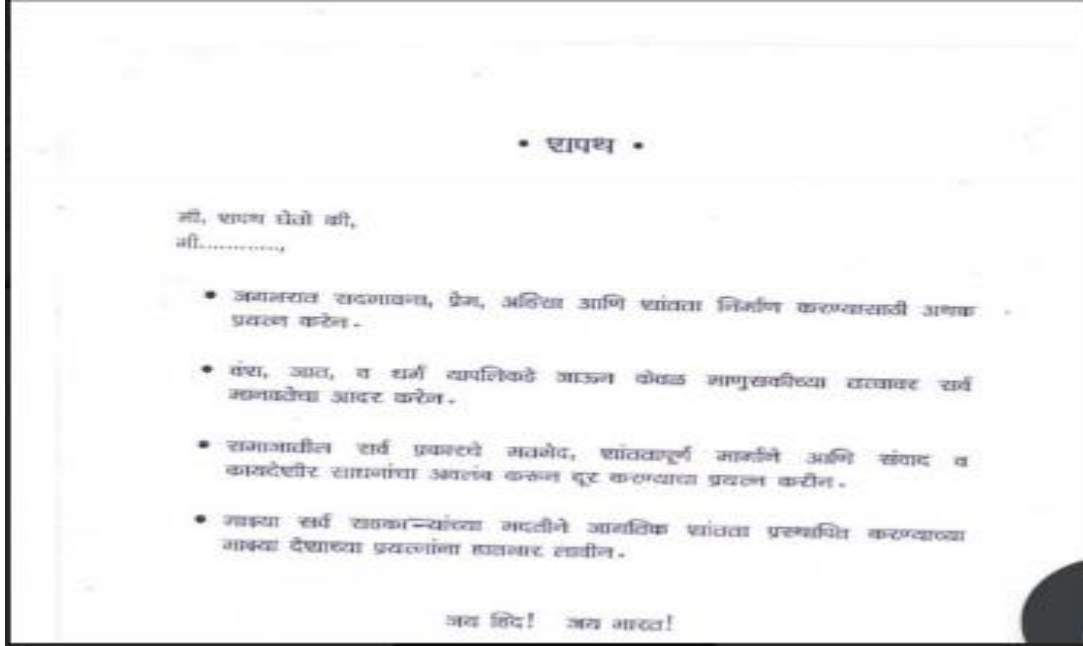 • शपथ •
मी, शपथ घेतो की,
मी............,
• जगभरात सदभावना, प्रेम, अहिंसा आणि शांतता निर्माण करण्यासाठी अथक
प्रयत्न करेन.
• वंश, जात, व धर्म यापलिकडे जाऊन केवळ माणुसकीच्या तत्वावर सर्व
मानवतेचा आदर करेन.
• समाजातील सर्व प्रकारचे मतभेद, शांततापूर्ण मार्गाने आणि संवाद व
कायदेशीर साधनांचा अवलंब करून दूर करण्याचा प्रयत्न करीन.
• माझ्या सर्व सहकाऱ्यांच्या मदतीने जागतिक शांतता प्रस्थापित करण्याच्या
माझ्या देशाच्या प्रयत्नांना हातभार लावीन.
जय हिंद! जय भारत!